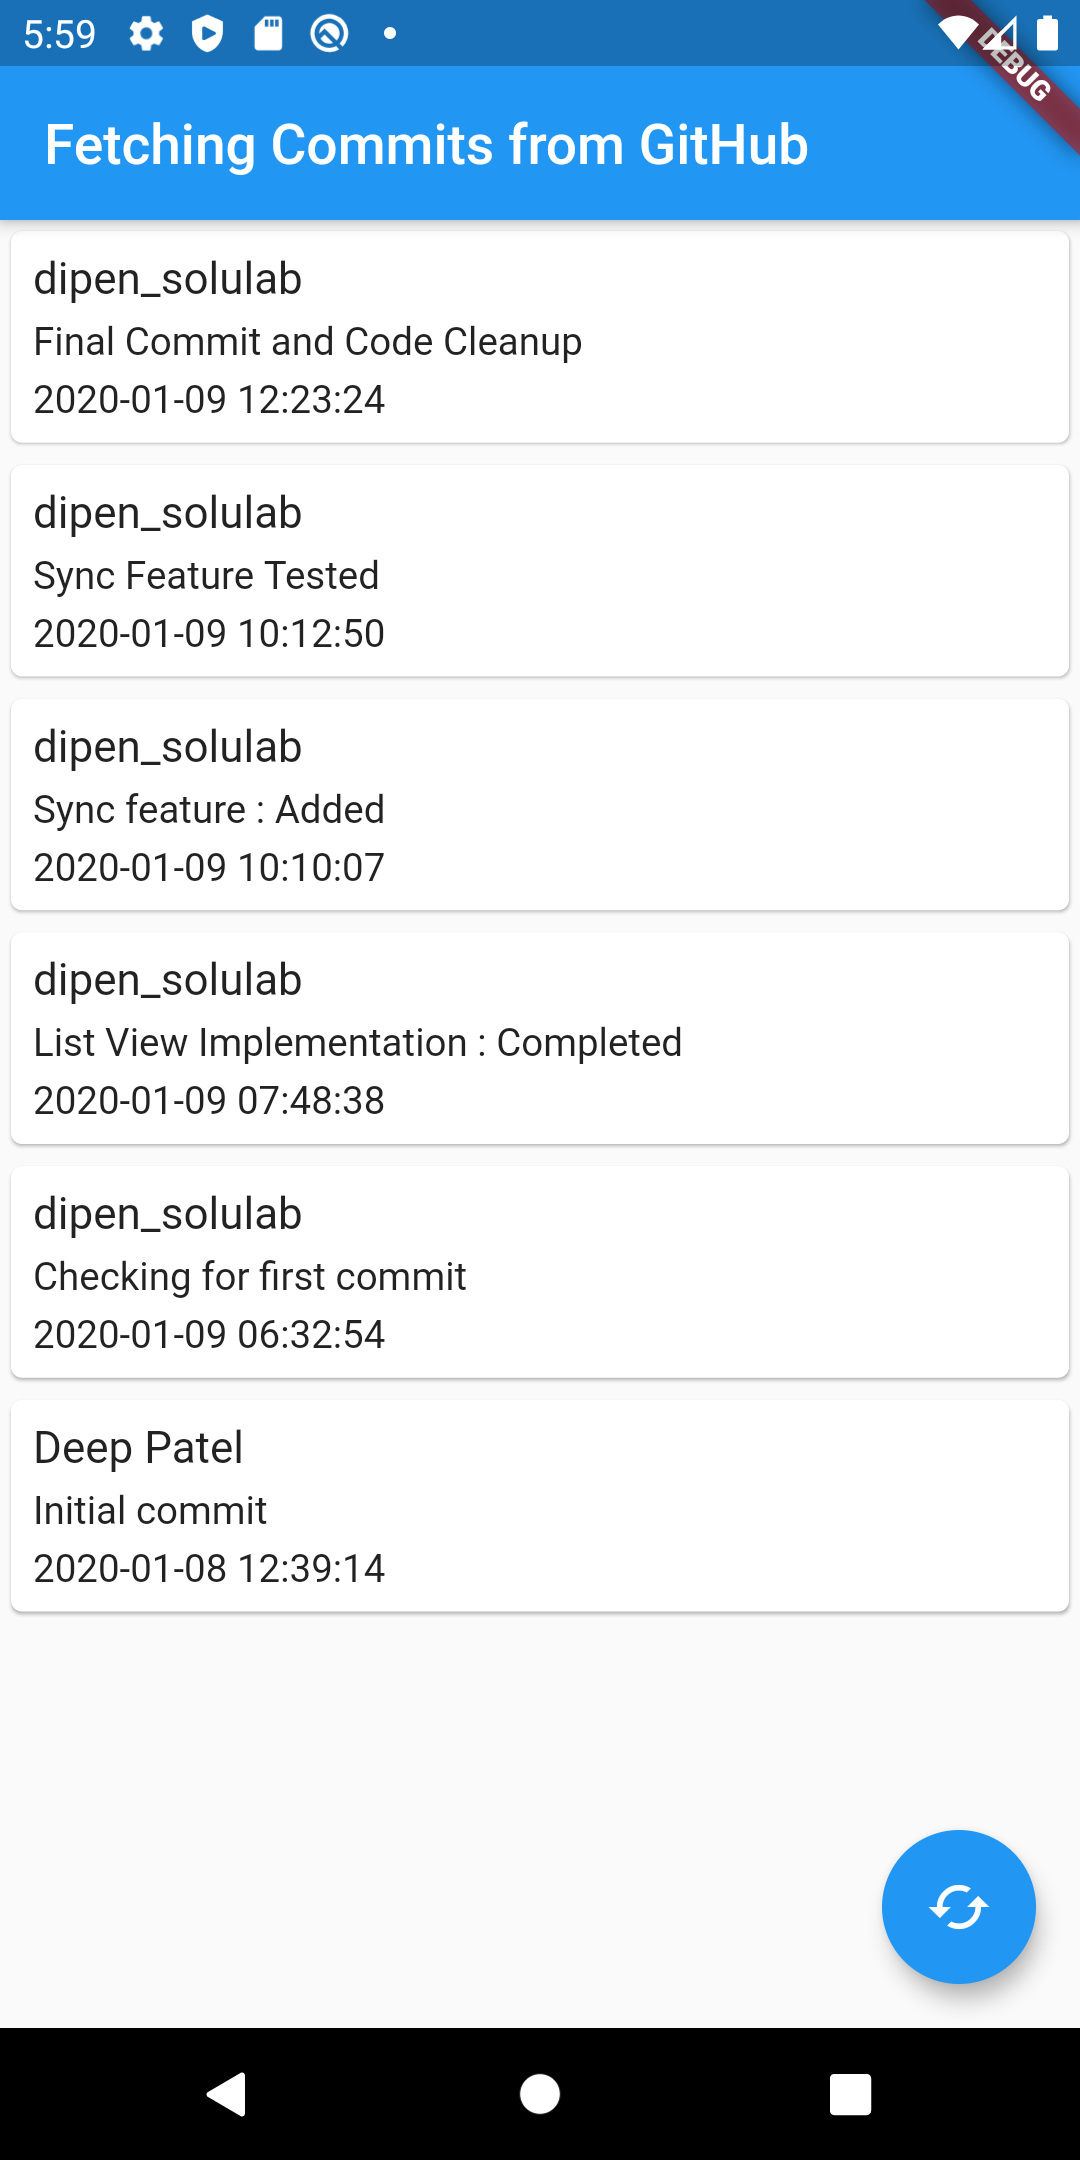 5:59
DEBUG
Fetching Commits from GitHub
dipen_solulab
Final Commit and Code Cleanup
2020-01-09 12:23:24
dipen_solulab
Sync Feature Tested
2020-01-09 10:12:50
dipen_solulab
Sync feature : Added
2020-01-09 10:10:07
dipen_solulab
List View Implementation : Completed
2020-01-09 07:48:38
dipen_solulab
Checking for first commit
2020-01-09 06:32:54
Deep Patel
Initial commit
2020-01-08 12:39:14